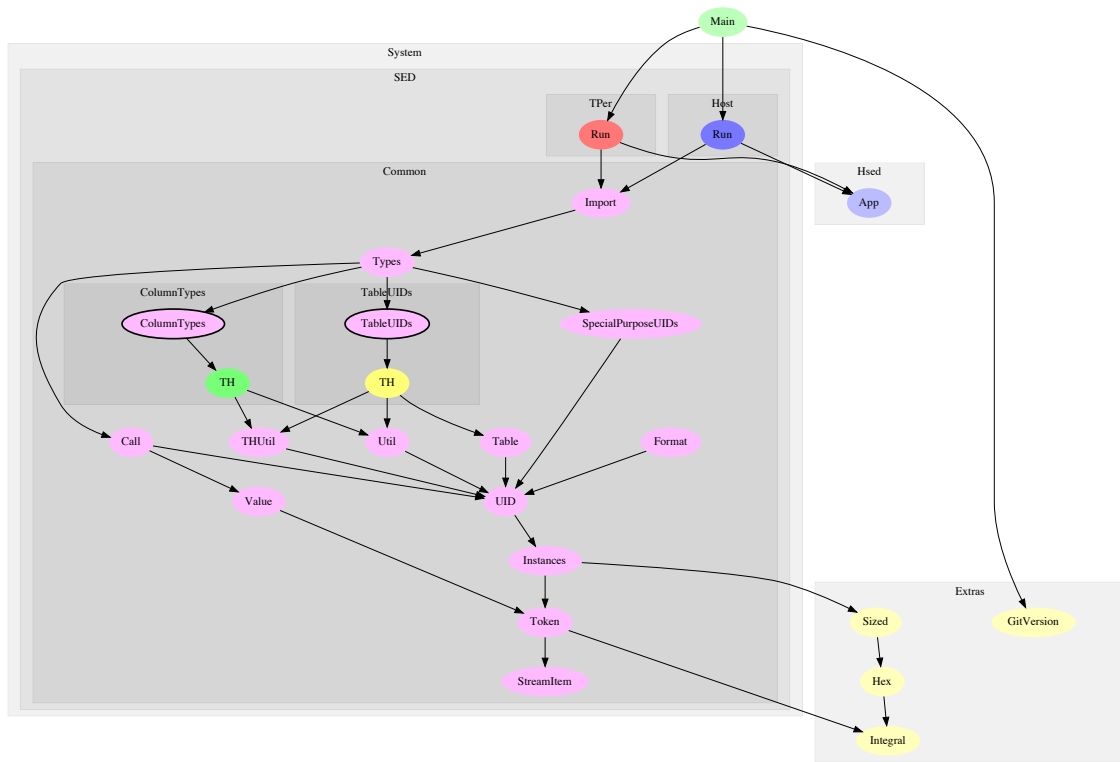 Main
System
SED
TPer
Host
Run
Run
Common
Hsed
Import
App
Types
ColumnTypes
TableUIDs
ColumnTypes
TableUIDs
SpecialPurposeUIDs
TH
TH
Call
THUtil
Util
Table
Format
Value
UID
Instances
Extras
Token
Sized
GitVersion
StreamItem
Hex
Integral